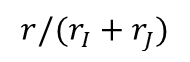 r/(r_I + r_J)